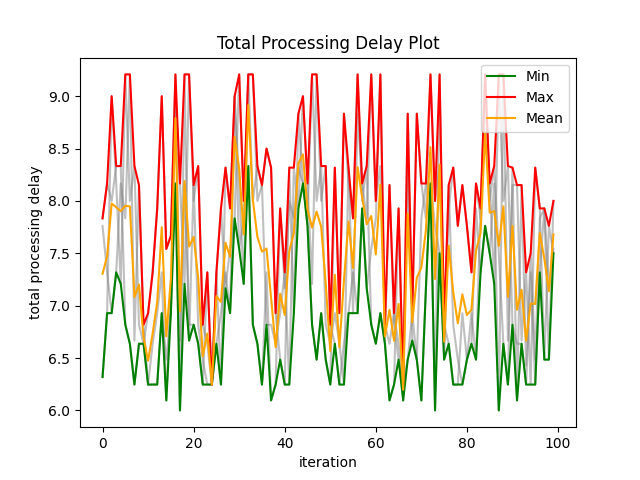 Total Processing Delay Plot
Min
Max
Mean
total processing delay
9.0
8.5
8.0
7.5
7.0
6.5
6.0
0
20
40
60
80
100
iteration